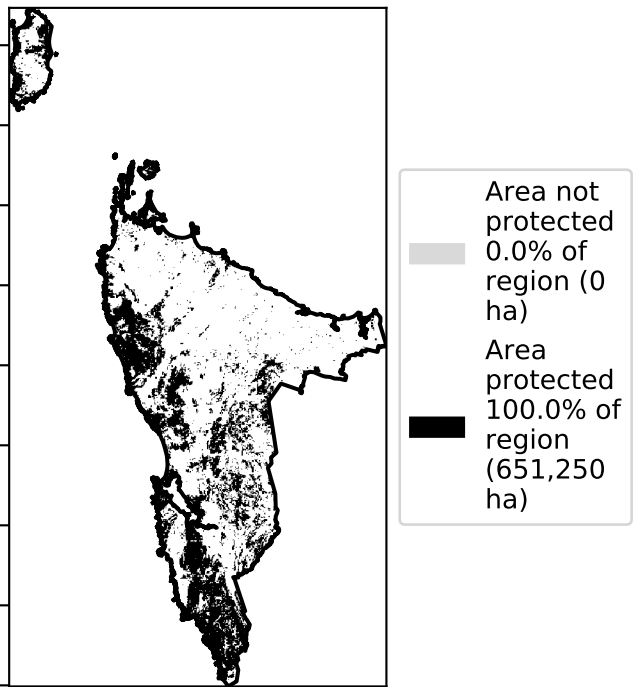 Area not
protected
0.0% of
region (0
ha)
Area
protected
100.0% of
region
(651,250
ha)